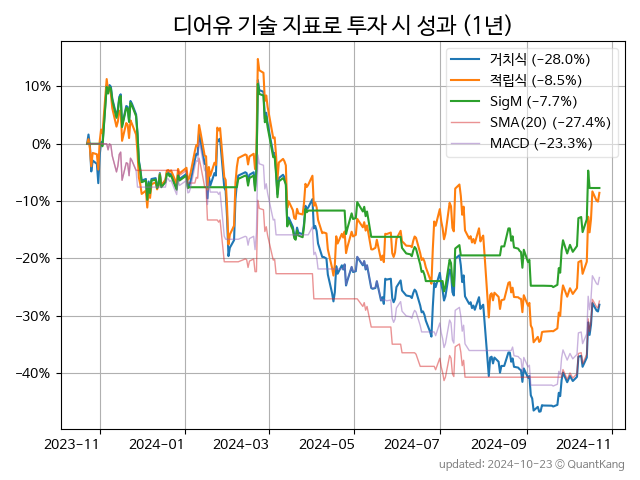 디어유 기술 지표로 투자 시 성과 (1년)
거치식 (−28.0%)
적립식 (−8.5%)
SigM (−7.7%)
SMA(20) (−27.4%)
MACD (−23.3%)
10%
0%
−10%
−20%
−30%
−40%
2023−11 2024−01 2024−03 2024−05 2024−07 2024−09 2024−11
updated: 2024-10-23 © QuantKang